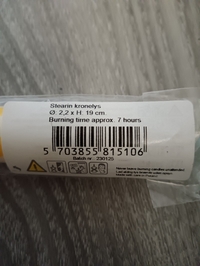 Stearin kronelys
Ø: 2,2 x H: 19 cm
Burning time approx. 7 hours
5 703855 815106
Batch nr.: 230125